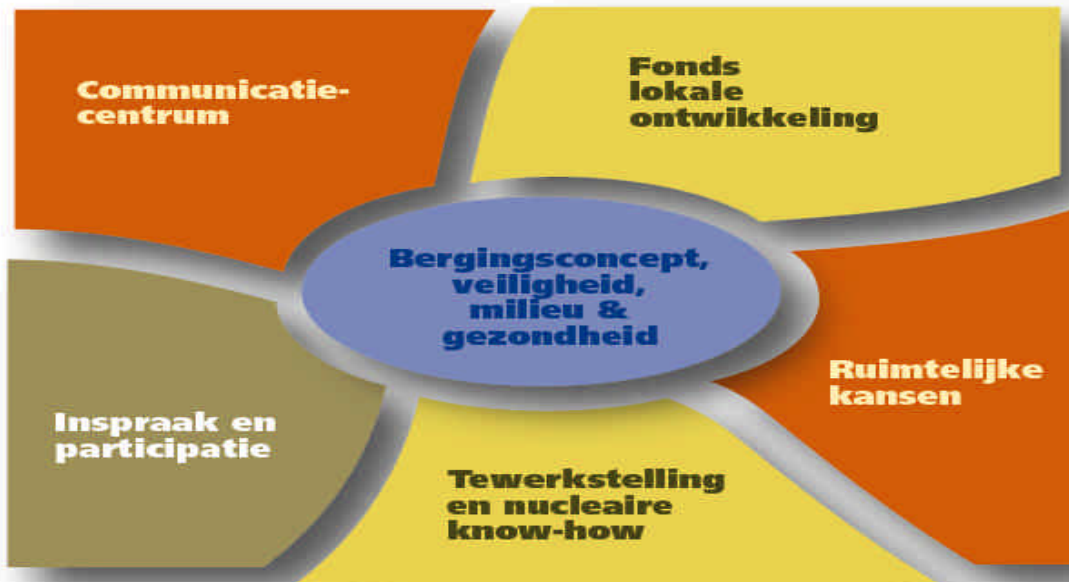 Communicatie-
centrum
Fonds
lokale
ontwikkeling
Bergingsconcept,
veiligheid,
milieu &
gezondheid
Ruimtelijke
kansen
Inspraak en
participatie
Tewerkstelling
en nucleaire
know-how